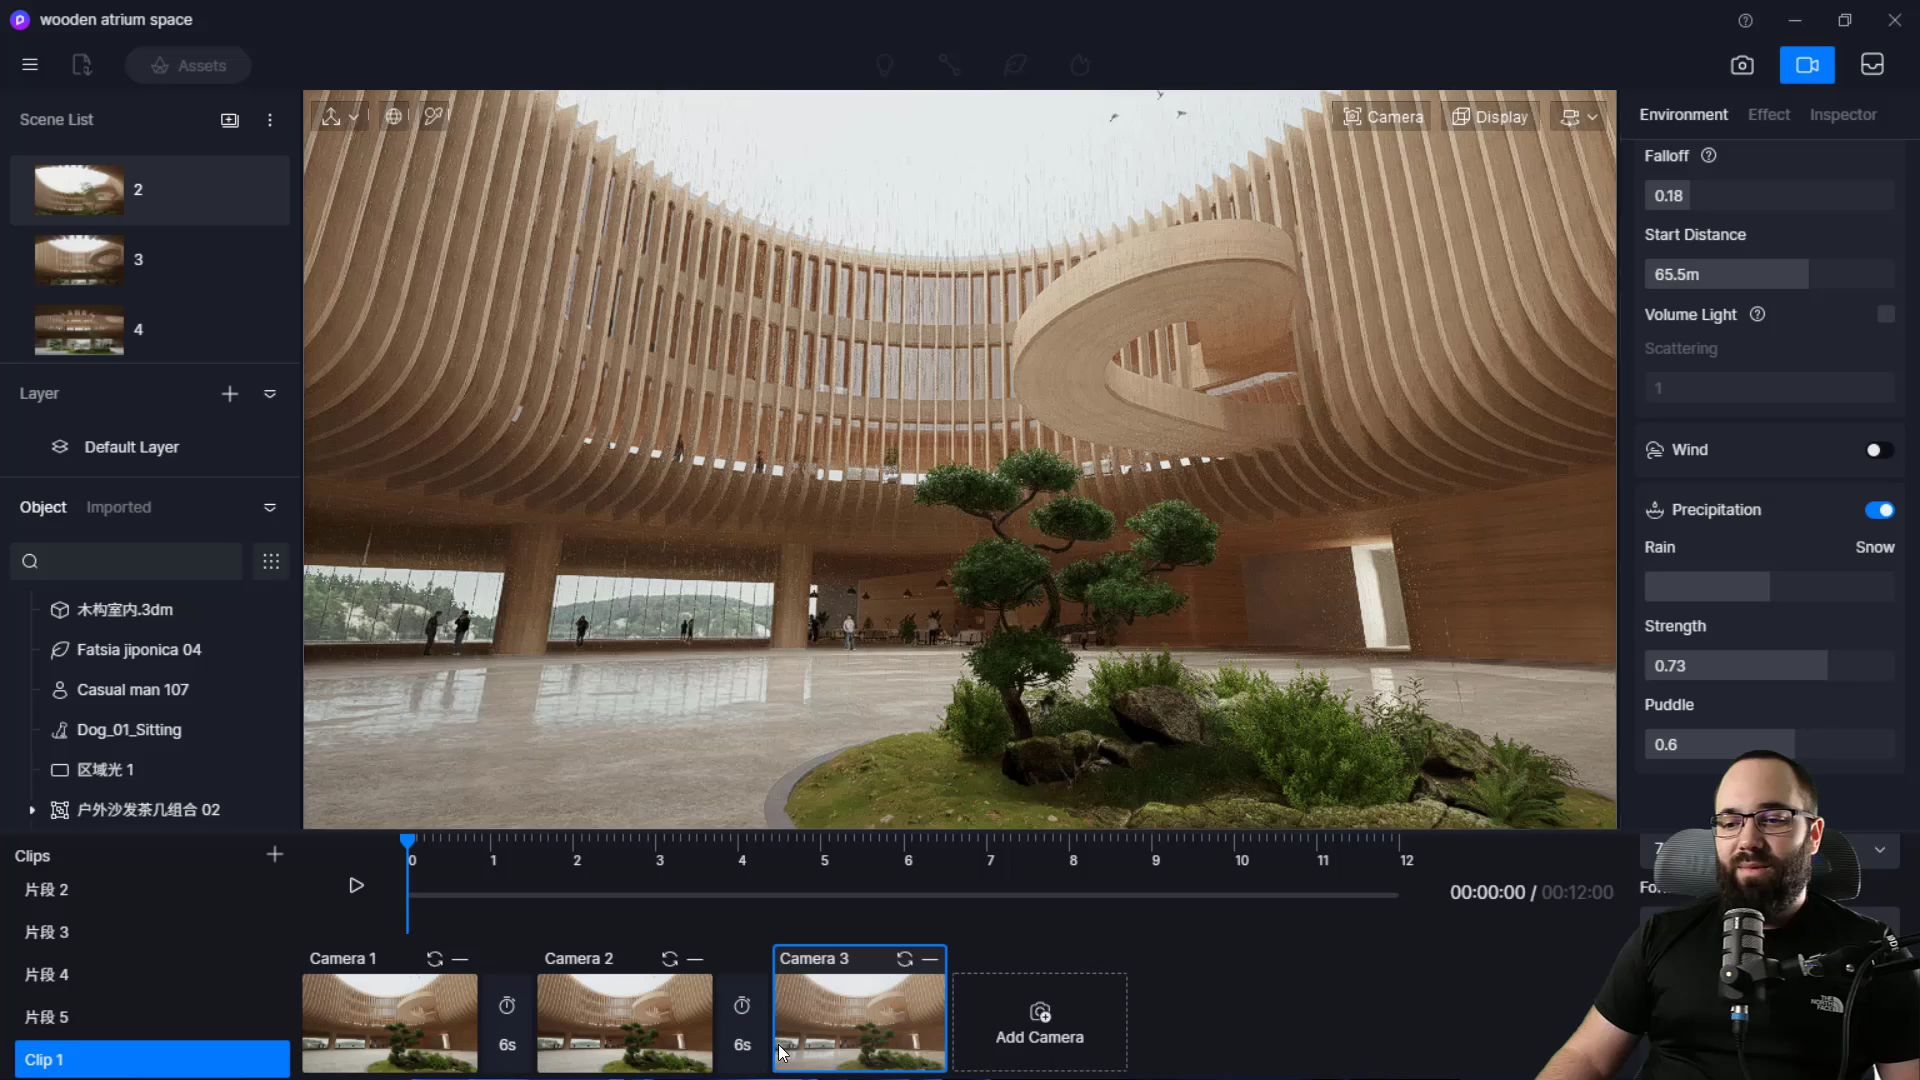 wooden atrium space
Assets
Scene List
2
3
4
Layer
Default Layer
Object
Imported
木构室内.3dm
Fatsia jiponica 04
Casual man 107
Dog_01_Sitting
区域光 1
户外沙发茶几组合 02
Camera
Display
Environment
Effect
Inspector
Falloff
0.18
Start Distance
65.5m
Volume Light
Scattering
1
Wind
Precipitation
Rain
Snow
Strength
0.73
Puddle
0.6
Clips
片段 2
片段 3
片段 4
片段 5
Clip 1
0 1 2 3 4 5 6 7 8 9 10 11 12
00:00:00 / 00:12:00
Camera 1
6s
Camera 2
6s
Camera 3
Add Camera
THE NORTH FACE